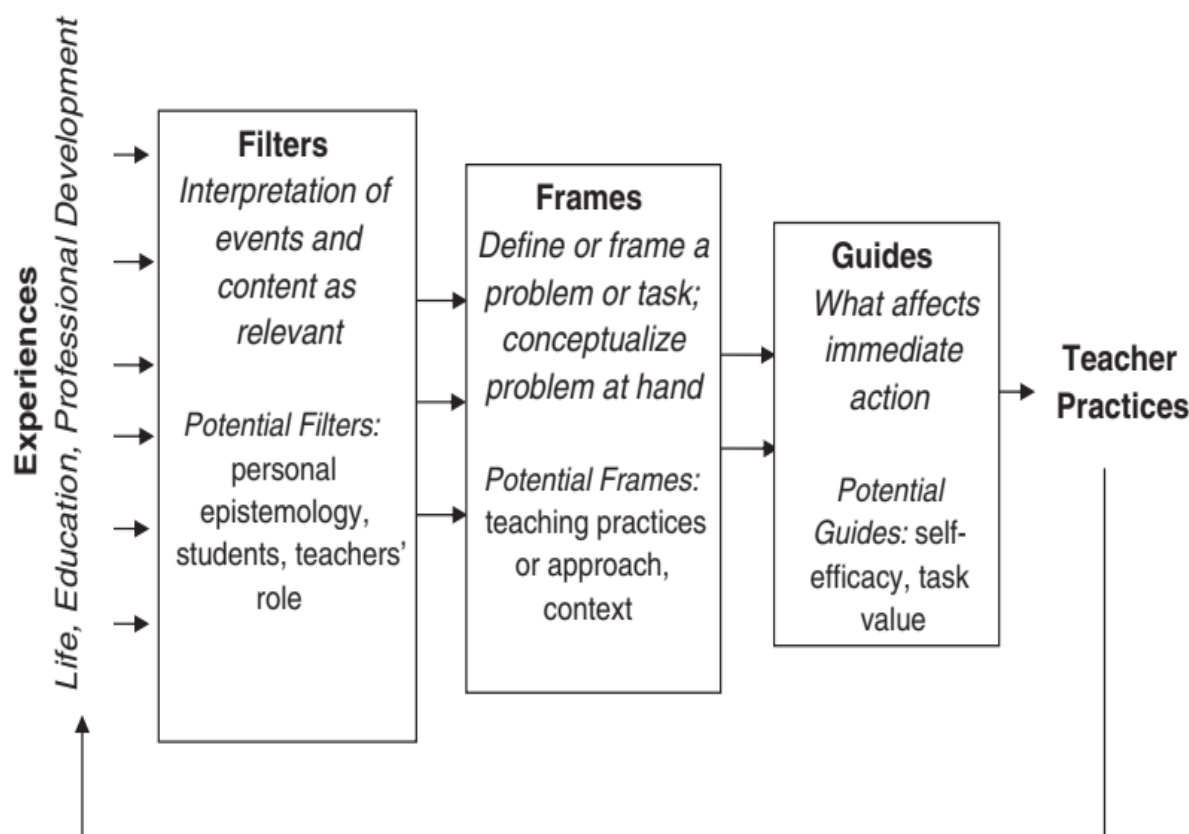 Experiences
Life, Education, Professional Development
Filters
Interpretation of
events and
content as
relevant
Potential Filters:
personal
epistemology,
students, teachers’
role
Frames
Define or frame a
problem or task;
conceptualize
problem at hand
Potential Frames:
teaching practices
or approach,
context
Guides
What affects
immediate
action
Potential
Guides: self-
efficacy, task
value
Teacher
Practices